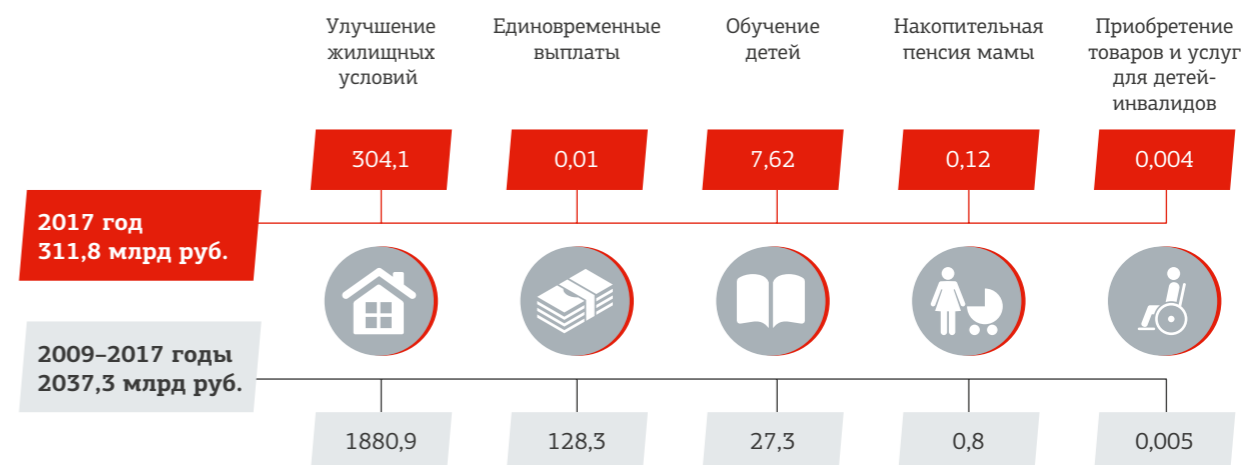 Улучшение
жилищных
условий
Единовременные
выплаты
Обучение
детей
Накопительная
пенсия мамы
Приобретение
товаров и услуг
для детей-
инвалидов
304,1
0,01
7,62
0,12
0,004
2017 год
311,8 млрд руб.
2009–2017 годы
2037,3 млрд руб.
1880,9
128,3
27,3
0,8
0,005